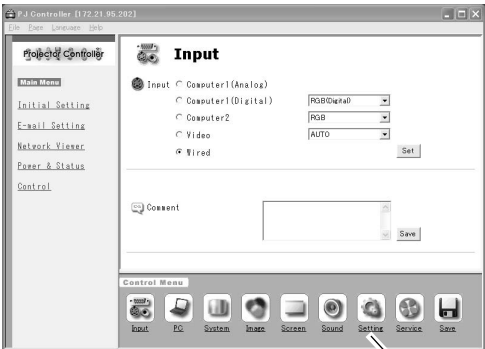 PJ Controller [172.21.95.202]
File Page Language Help
Projector Controller
Main Menu
Initial Setting
E-mail Setting
Network Viewer
Power & Status
Control
Input
Input
Computer1(Analog)
Computer1(Digital) RGB(Digital)
Computer2 RGB
Video AUTO
Wired Set
Comment
Save
Control Menu
Input PC System Image Screen Sound Setting Service Save